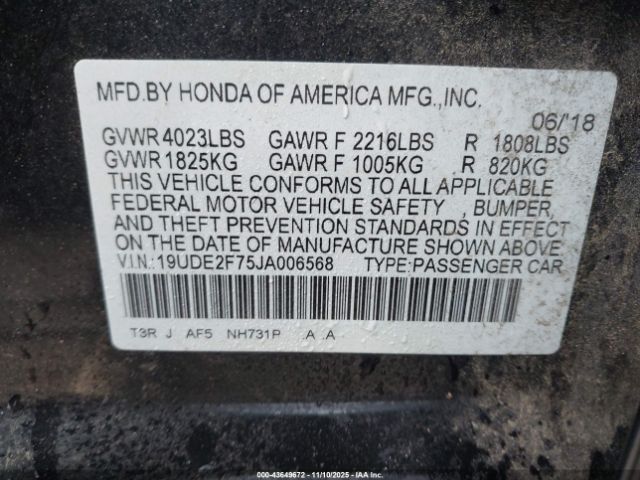 MFD.BY HONDA OF AMERICA MFG.,INC.
06/'18
GVWR 4023LBS GAWR F 2216LBS R 1808LBS
GVWR 1825KG GAWR F 1005KG R 820KG
THIS VEHICLE CONFORMS TO ALL APPLICABLE
FEDERAL MOTOR VEHICLE SAFETY , BUMPER,
AND THEFT PREVENTION STANDARDS IN EFFECT
ON THE DATE OF MANUFACTURE SHOWN ABOVE.
V.I.N.: 19UDE2F75JA006568 TYPE:PASSENGER CAR
T3R J AF5 NH731P .A .A
000-43649672 - 11/10/2025 - IAA Inc.